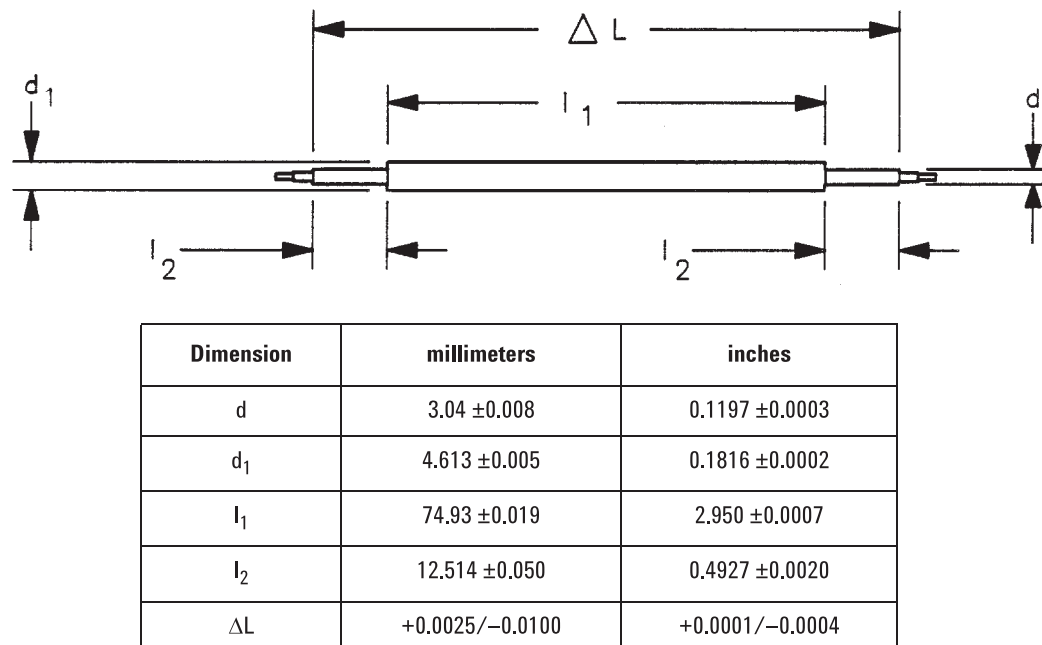 Δ L
d1
l1
d
l2
l2
Dimension millimeters inches
d 3.04 ±0.008 0.1197 ±0.0003
d1 4.613 ±0.005 0.1816 ±0.0002
l1 74.93 ±0.019 2.950 ±0.0007
l2 12.514 ±0.050 0.4927 ±0.0020
ΔL +0.0025/–0.0100 +0.0001/–0.0004